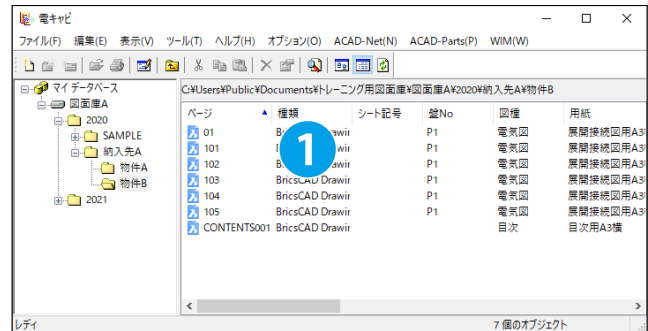 電キャビ
ファイル(F) 編集(E) 表示(V) ツール(T) ヘルプ(H) オプション(O) ACAD-Net(N) ACAD-Parts(P) WIM(W)
マイ データベース
図面庫A
2020
SAMPLE
納入先A
物件A
物件B
2021
C:¥Users¥Public¥Documents¥トレーニング用図面庫¥図面庫A¥2020¥納入先A¥物件B
ページ 種類 シート記号 盤No 図種 用紙
01 BricsCAD Drawir P1 電気図 展開接続図用A3
101 Drawir P1 電気図 展開接続図用A3
102 Drawir P1 電気図 展開接続図用A3
103 BricsCAD Drawir P1 電気図 展開接続図用A3
104 BricsCAD Drawir P1 電気図 展開接続図用A3
105 BricsCAD Drawir P1 電気図 展開接続図用A3
CONTENTS001 BricsCAD Drawir 目次 目次用A3横
1
レディ 7 個のオブジェクト